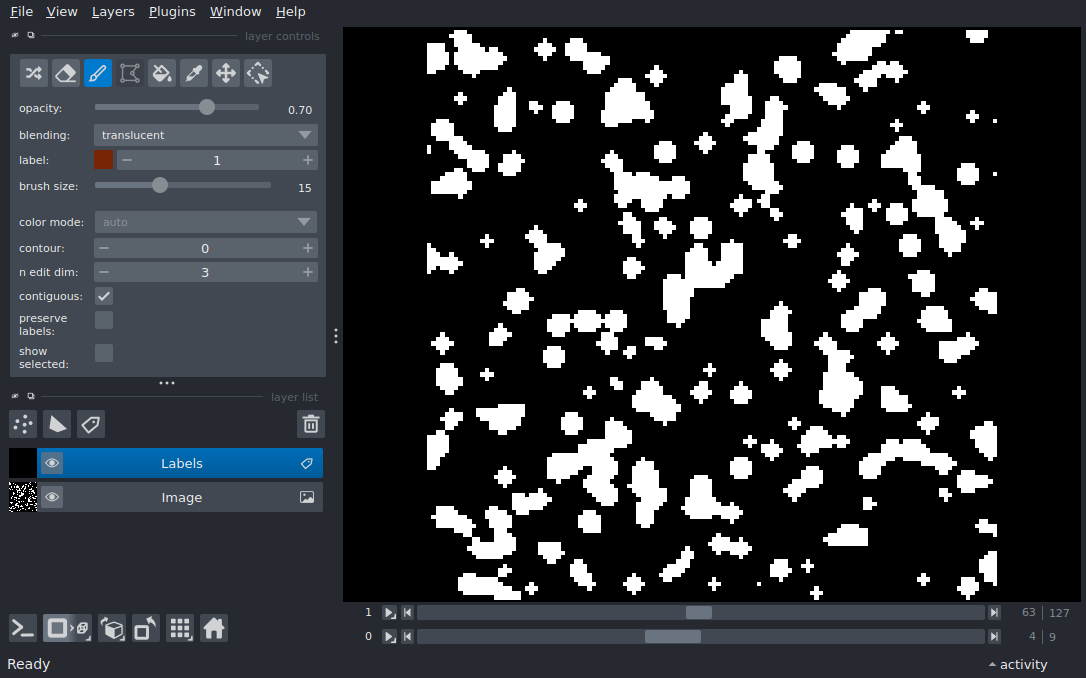 File View Layers Plugins Window Help
layer controls
opacity: 0.70
blending: translucent
label: 1
brush size: 15
color mode: auto
contour: 0
n edit dim: 3
contiguous:
preserve
labels:
show
selected:
layer list
Labels
Image
1 63 127
0 4 9
Ready activity